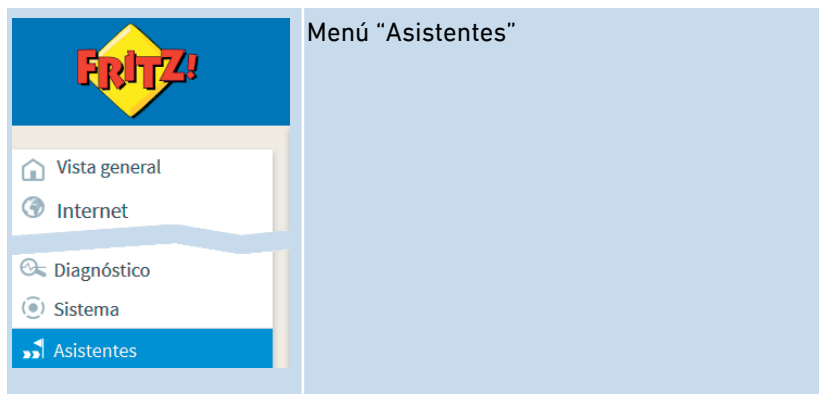 FRITZ!
Menú “Asistentes”
Vista general
Internet
Diagnóstico
Sistema
Asistentes